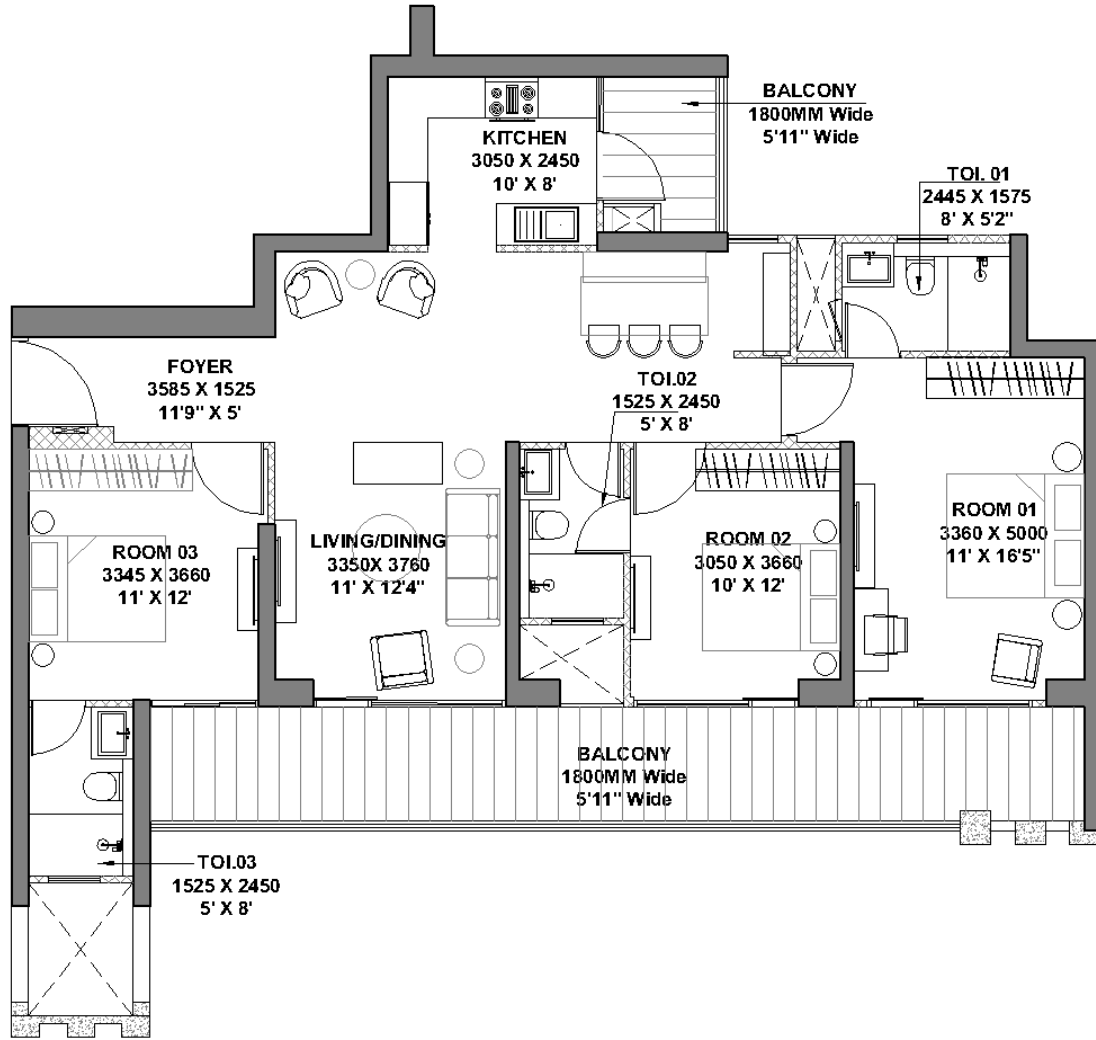 BALCONY
1800MM Wide
5'11" Wide
KITCHEN
3050 X 2450
10' X 8'
TOI. 01
2445 X 1575
8' X 5'2"
FOYER
3585 X 1525
11'9" X 5'
TOI.02
1525 X 2450
5' X 8'
ROOM 03
3345 X 3660
11' X 12'
LIVING/DINING
3350X 3760
11' X 12'4"
ROOM 02
3050 X 3660
10' X 12'
ROOM 01
3360 X 5000
11' X 16'5"
BALCONY
1800MM Wide
5'11" Wide
TOI.03
1525 X 2450
5' X 8'